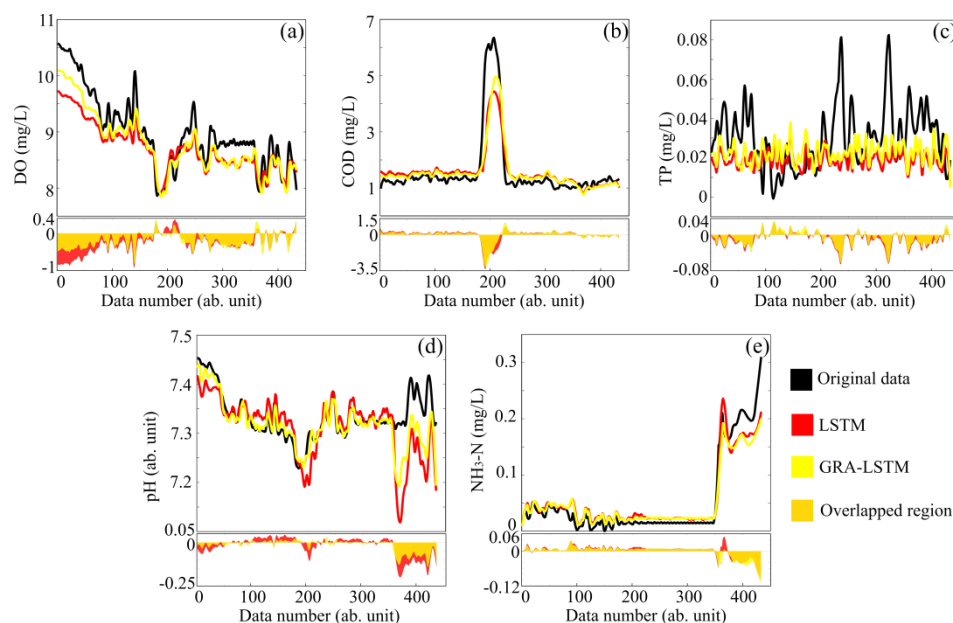 (a)
11
10
9
8
DO (mg/L)
0.4
0
-1
0 100 200 300 400
Data number (ab. unit)
(b)
7
5
3
1
COD (mg/L)
1.5
0
-3.5
0 100 200 300 400
Data number (ab. unit)
(c)
0.08
0.06
0.04
0.02
0
TP (mg/L)
0.04
0
-0.08
0 100 200 300 400
Data number (ab. unit)
(d)
7.5
7.4
7.3
7.2
pH (ab. unit)
0.05
0
-0.25
0 100 200 300 400
Data number (ab. unit)
(e)
0.3
0.2
0.1
0
NH3-N (mg/L)
0.06
0
-0.12
0 100 200 300 400
Data number (ab. unit)
Original data
LSTM
GRA-LSTM
Overlapped region